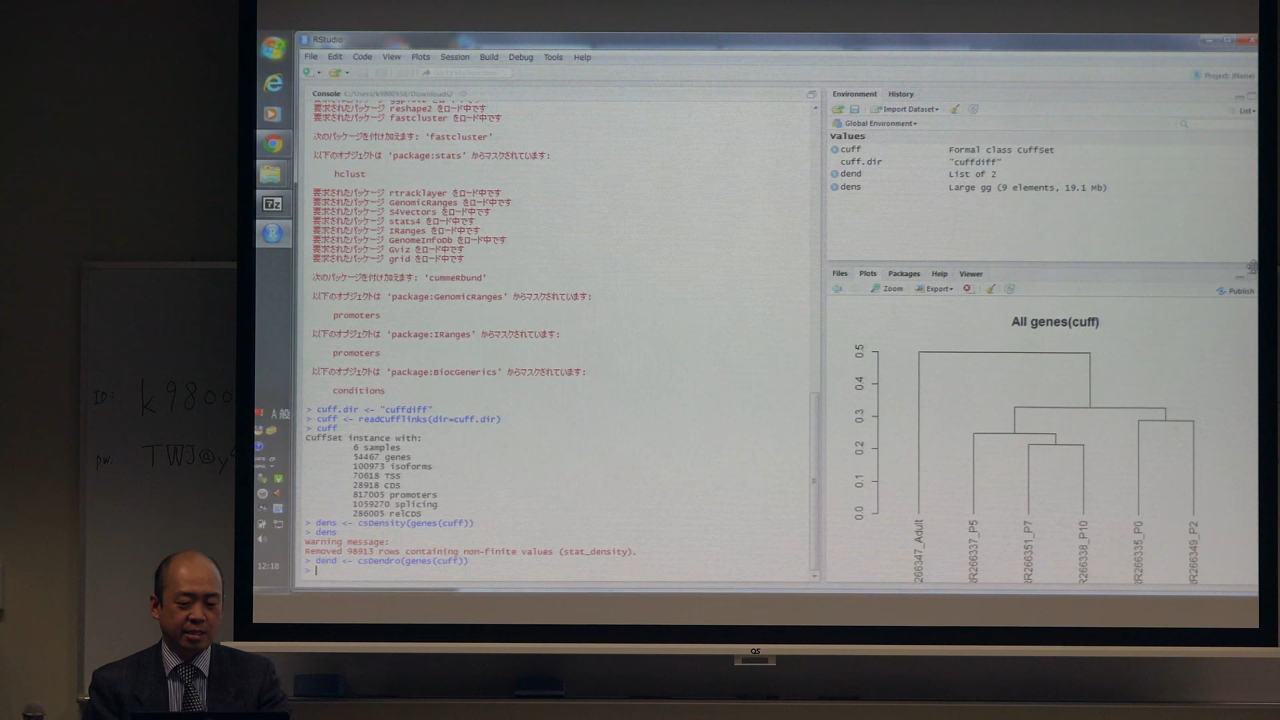 RStudio
File Edit Code View Plots Session Build Debug Tools Help
Project: (None)
Console
要求されたパッケージ reshape2 をロード中です
要求されたパッケージ fastcluster をロード中です
次のパッケージを付け加えます: 'fastcluster'
以下のオブジェクトは 'package:stats' からマスクされています:
hclust
要求されたパッケージ rtracklayer をロード中です
要求されたパッケージ GenomicRanges をロード中です
要求されたパッケージ S4Vectors をロード中です
要求されたパッケージ stats4 をロード中です
要求されたパッケージ IRanges をロード中です
要求されたパッケージ GenomeInfoDb をロード中です
要求されたパッケージ Gviz をロード中です
要求されたパッケージ grid をロード中です
次のパッケージを付け加えます: 'cummeRbund'
以下のオブジェクトは 'package:GenomicRanges' からマスクされています:
promoters
以下のオブジェクトは 'package:IRanges' からマスクされています:
promoters
以下のオブジェクトは 'package:BiocGenerics' からマスクされています:
conditions
> cuff.dir <- "cuffdiff"
> cuff <- readCufflinks(dir=cuff.dir)
> cuff
CuffSet instance with:
6 samples
54467 genes
100973 isoforms
70618 TSS
28918 CDS
817005 promoters
1059270 splicing
286005 relCDS
> dens <- csDensity(genes(cuff))
> dens
Warning message:
Removed 98913 rows containing non-finite values (stat_density).
> dend <- csDendro(genes(cuff))
>
Environment History
Import Dataset
List
Global Environment
values
cuff Formal class CuffSet
cuff.dir "cuffdiff"
dend List of 2
dens Large gg (9 elements, 19.1 Mb)
Files Plots Packages Help Viewer
Zoom Export Publish
All genes(cuff)
0.5
0.4
0.3
0.2
0.1
0.0
266347_Adult
RR266337_P5
RR266351_P7
RR266338_P10
RR266335_P0
RR266349_P2
A 般
12:18
ID: k9800
PW: TWJ@y
OS